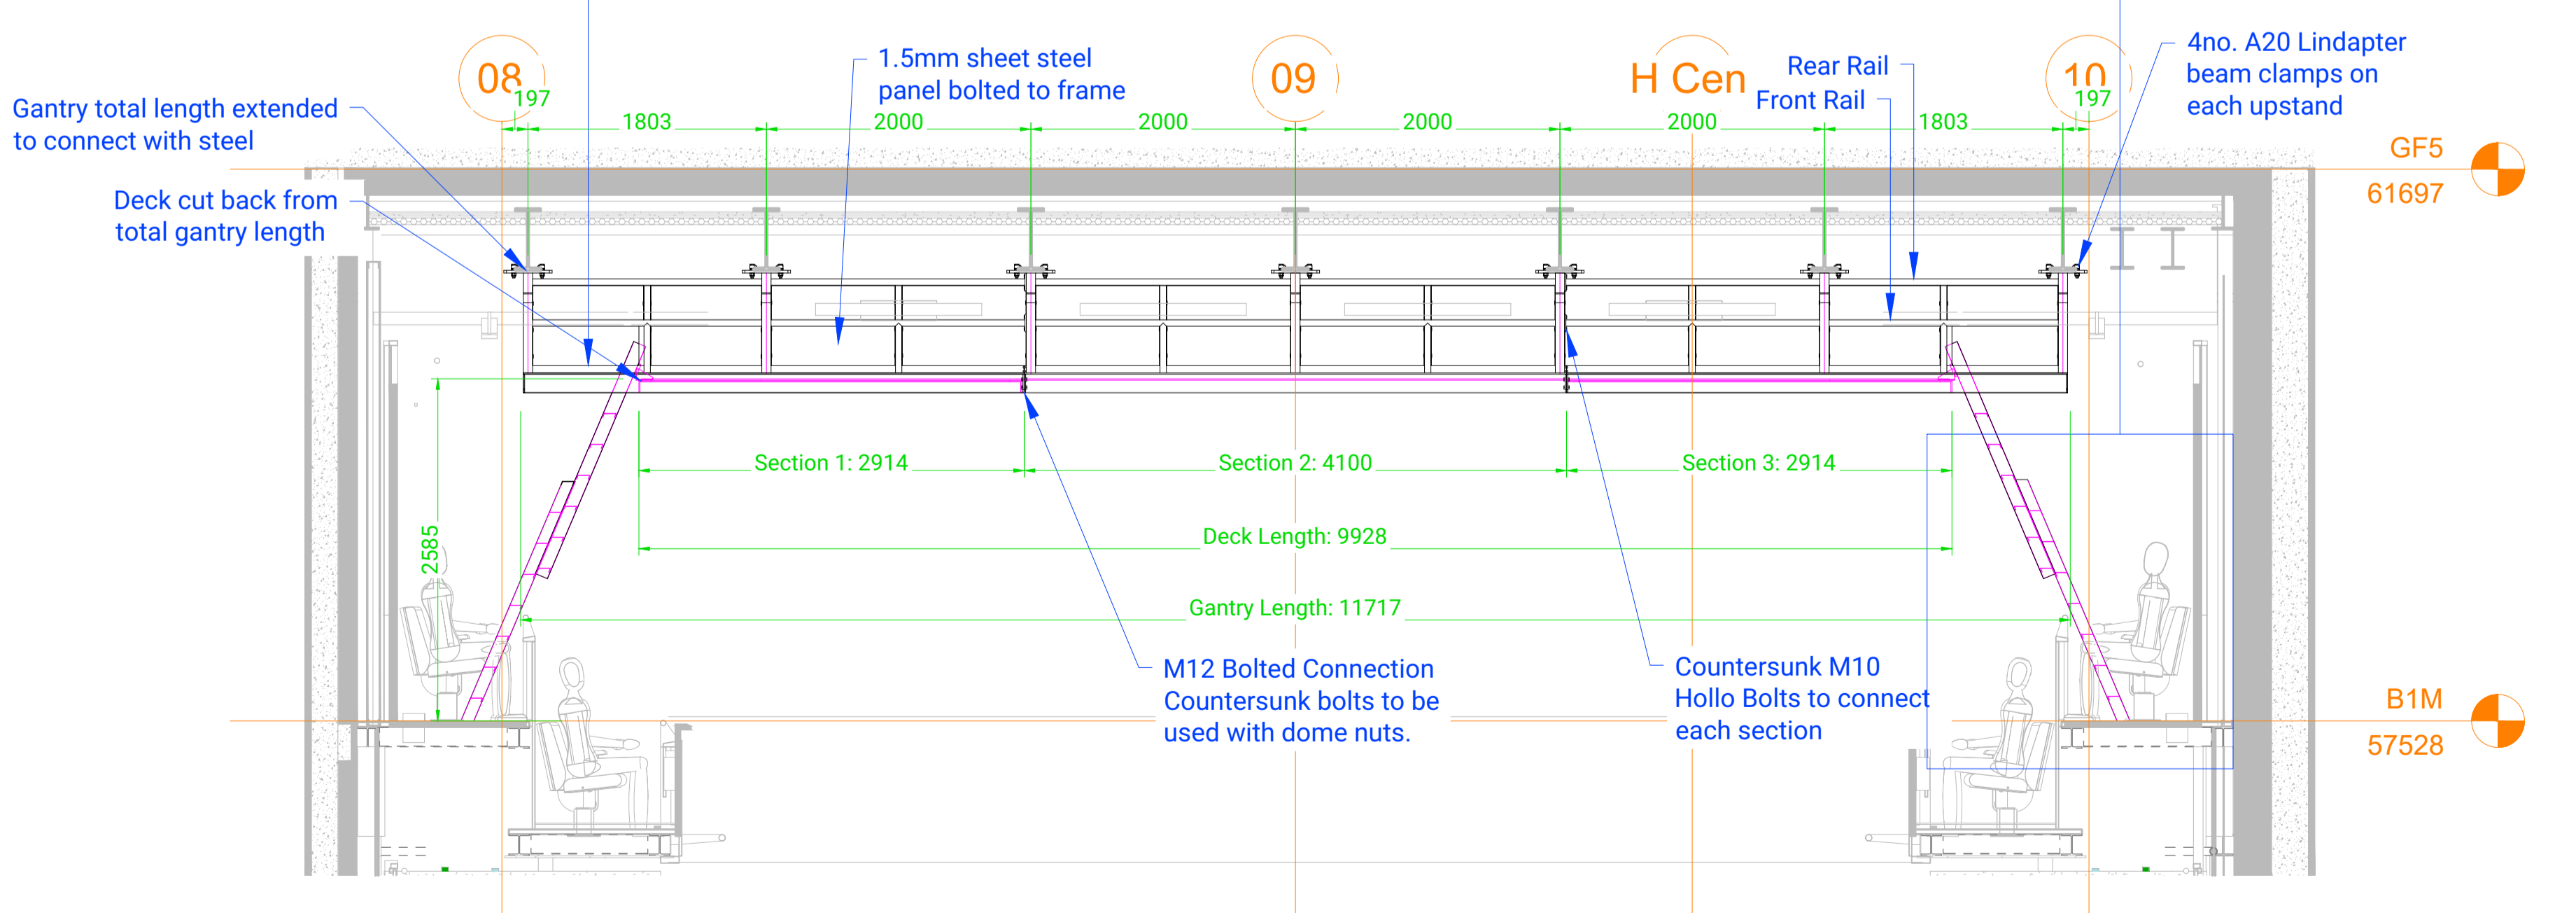 08
09
H Cen
10
1.5mm sheet steel
panel bolted to frame
Rear Rail
Front Rail
4no. A20 Lindapter
beam clamps on
each upstand
Gantry total length extended
to connect with steel
197
1803
2000
2000
2000
2000
1803
197
GF5
61697
Deck cut back from
total gantry length
Section 1: 2914
Section 2: 4100
Section 3: 2914
2585
Deck Length: 9928
Gantry Length: 11717
M12 Bolted Connection
Countersunk bolts to be
used with dome nuts.
Countersunk M10
Hollo Bolts to connect
each section
B1M
57528